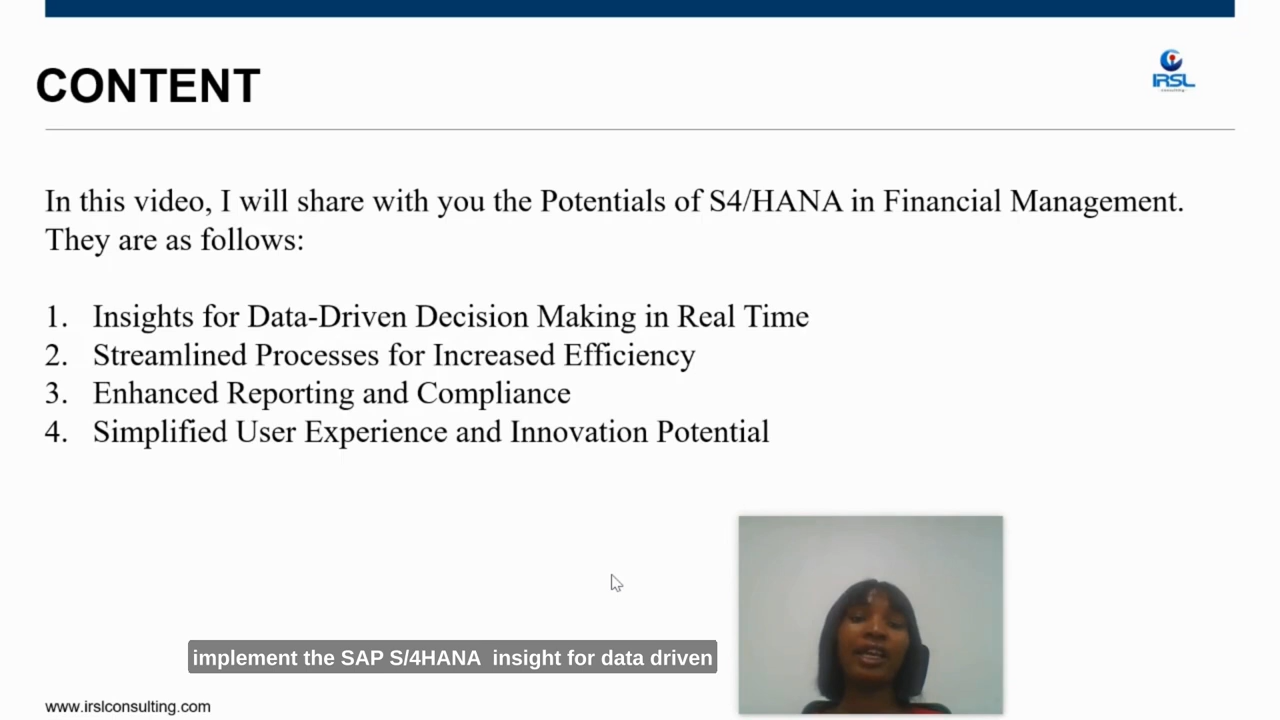 CONTENT
IRSL
consulting
In this video, I will share with you the Potentials of S4/HANA in Financial Management.
They are as follows:
1. Insights for Data-Driven Decision Making in Real Time
2. Streamlined Processes for Increased Efficiency
3. Enhanced Reporting and Compliance
4. Simplified User Experience and Innovation Potential
implement the SAP S/4HANA insight for data driven
www.irslconsulting.com